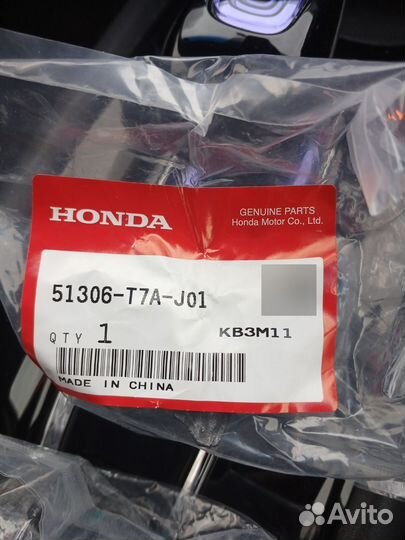 HONDA
GENUINE PARTS
Honda Motor Co., Ltd.
51306-T7A-J01
QTY 1
KB3M11
MADE IN CHINA
Avito